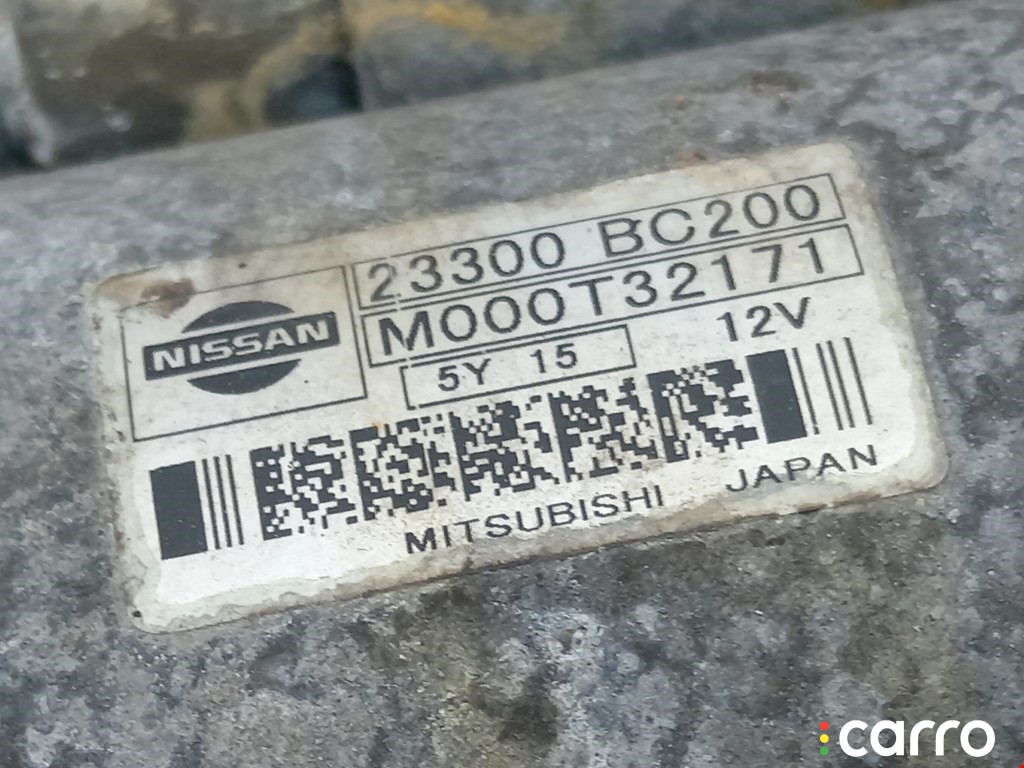 NISSAN
23300 BC200
M000T32171
5Y 15 12V
MITSUBISHI JAPAN
carro